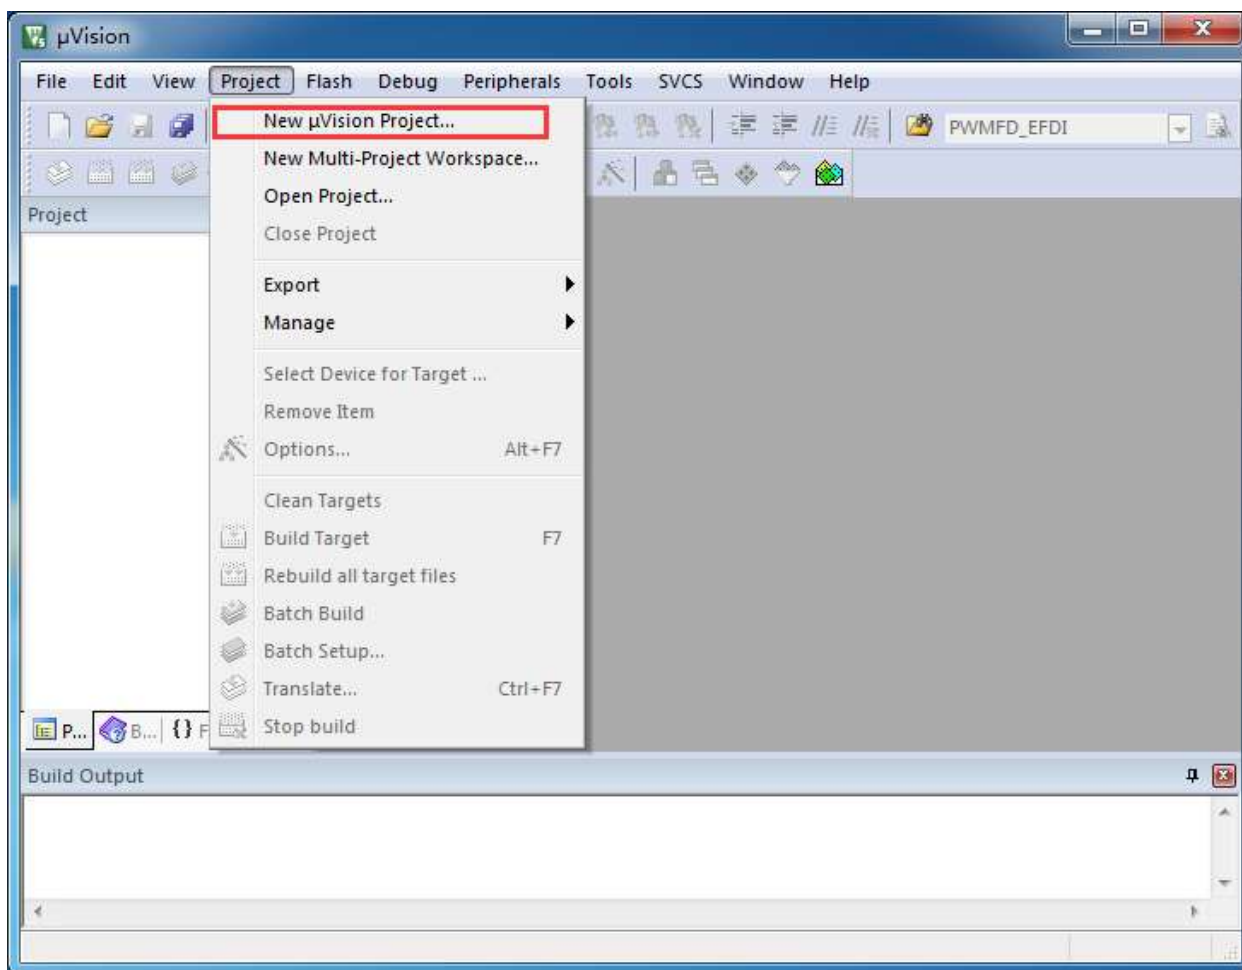 μVision
File Edit View Project Flash Debug Peripherals Tools SVCS Window Help
New μVision Project...
PWMFD_EFDI
New Multi-Project Workspace...
Project
Open Project...
Close Project
Export
Manage
Select Device for Target ...
Remove Item
Options... Alt+F7
Clean Targets
Build Target F7
Rebuild all target files
Batch Build
Batch Setup...
Translate... Ctrl+F7
Stop build
P... B... {} F
Build Output